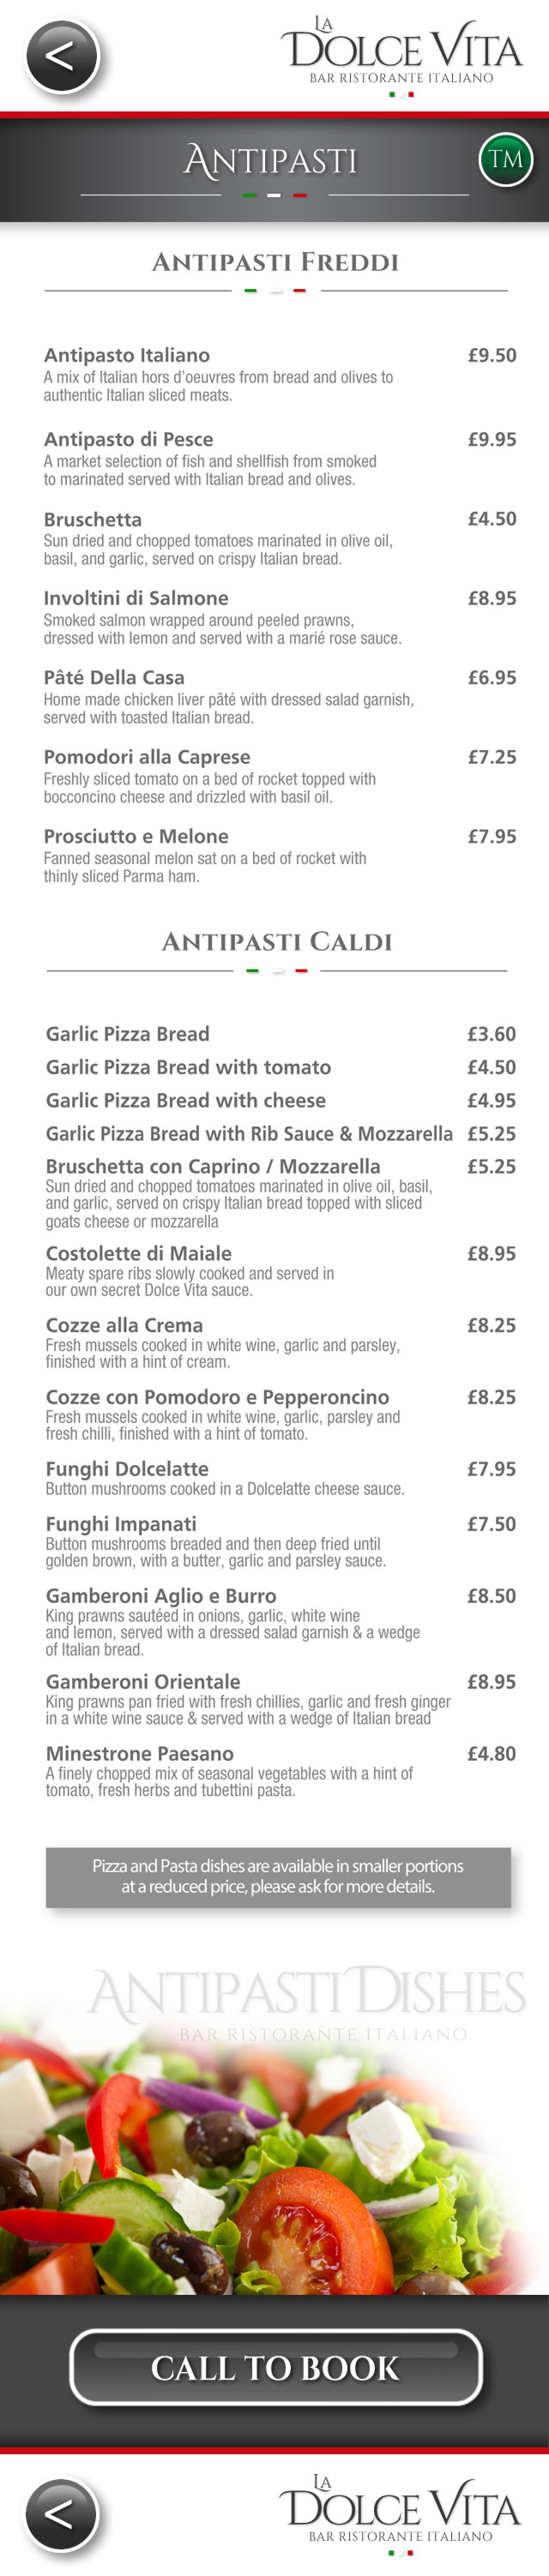 <
LA
DOLCE VITA
BAR RISTORANTE ITALIANO
ANTIPASTI
TM
ANTIPASTI FREDDI
Antipasto Italiano £9.50
A mix of Italian hors d'oeuvres from bread and olives to
authentic Italian sliced meats.
Antipasto di Pesce £9.95
A market selection of fish and shellfish from smoked
to marinated served with Italian bread and olives.
Bruschetta £4.50
Sun dried and chopped tomatoes marinated in olive oil,
basil, and garlic, served on crispy Italian bread.
Involtini di Salmone £8.95
Smoked salmon wrapped around peeled prawns,
dressed with lemon and served with a marié rose sauce.
Pâté Della Casa £6.95
Home made chicken liver pâté with dressed salad garnish,
served with toasted Italian bread.
Pomodori alla Caprese £7.25
Freshly sliced tomato on a bed of rocket topped with
bocconcino cheese and drizzled with basil oil.
Prosciutto e Melone £7.95
Fanned seasonal melon sat on a bed of rocket with
thinly sliced Parma ham.
ANTIPASTI CALDI
Garlic Pizza Bread £3.60
Garlic Pizza Bread with tomato £4.50
Garlic Pizza Bread with cheese £4.95
Garlic Pizza Bread with Rib Sauce & Mozzarella £5.25
Bruschetta con Caprino / Mozzarella £5.25
Sun dried and chopped tomatoes marinated in olive oil, basil,
and garlic, served on crispy Italian bread topped with sliced
goats cheese or mozzarella
Costolette di Maiale £8.95
Meaty spare ribs slowly cooked and served in
our own secret Dolce Vita sauce.
Cozze alla Crema £8.25
Fresh mussels cooked in white wine, garlic and parsley,
finished with a hint of cream.
Cozze con Pomodoro e Pepperoncino £8.25
Fresh mussels cooked in white wine, garlic, parsley and
fresh chilli, finished with a hint of tomato.
Funghi Dolcelatte £7.95
Button mushrooms cooked in a Dolcelatte cheese sauce.
Funghi Impanati £7.50
Button mushrooms breaded and then deep fried until
golden brown, with a butter, garlic and parsley sauce.
Gamberoni Aglio e Burro £8.50
King prawns sautéed in onions, garlic, white wine
and lemon, served with a dressed salad garnish & a wedge
of Italian bread.
Gamberoni Orientale £8.95
King prawns pan fried with fresh chillies, garlic and fresh ginger
in a white wine sauce & served with a wedge of Italian bread
Minestrone Paesano £4.80
A finely chopped mix of seasonal vegetables with a hint of
tomato, fresh herbs and tubettini pasta.
Pizza and Pasta dishes are available in smaller portions
at a reduced price, please ask for more details.
ANTIPASTI DISHES
BAR RISTORANTE ITALIANO
CALL TO BOOK
<
LA
DOLCE VITA
BAR RISTORANTE ITALIANO